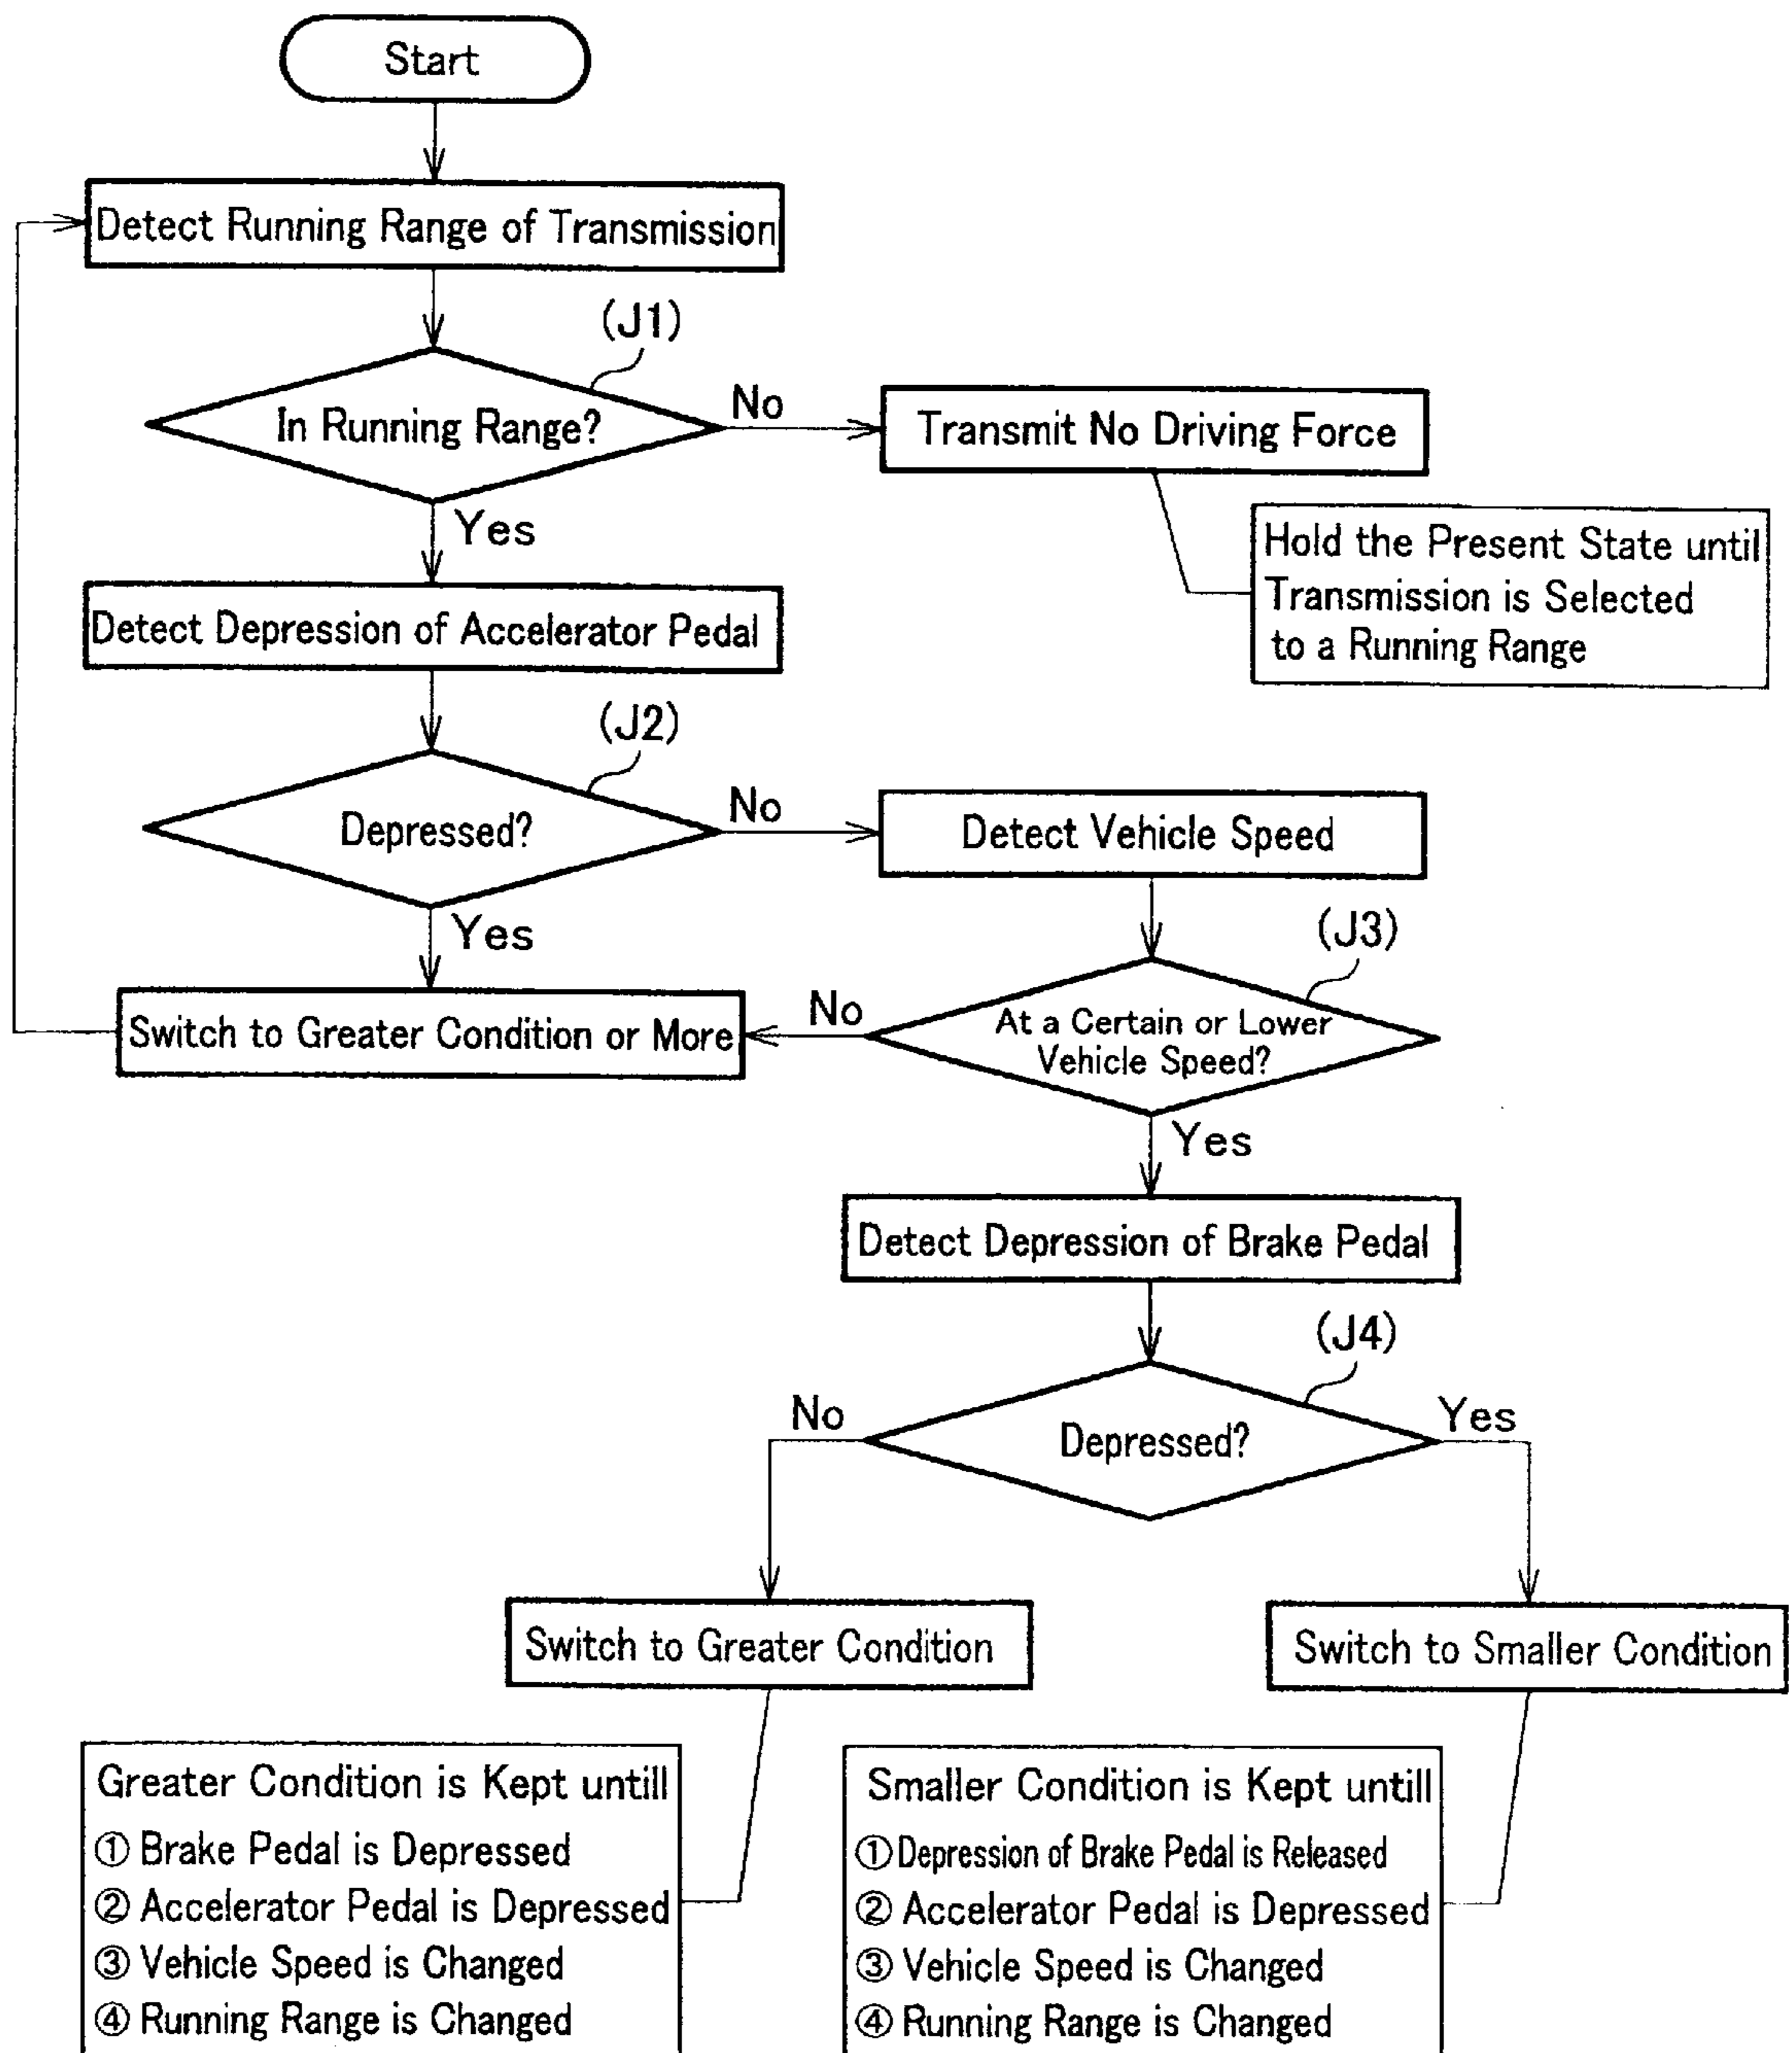 Start
Detect Running Range of Transmission
(J1)
In Running Range?
No
Transmit No Driving Force
Yes
Hold the Present State until
Transmission is Selected
to a Running Range
Detect Depression of Accelerator Pedal
(J2)
Depressed?
No
Detect Vehicle Speed
Yes
(J3)
Switch to Greater Condition or More
No
At a Certain or Lower
Vehicle Speed?
Yes
Detect Depression of Brake Pedal
(J4)
No
Depressed?
Yes
Switch to Greater Condition
Switch to Smaller Condition
Greater Condition is Kept untill
① Brake Pedal is Depressed
② Accelerator Pedal is Depressed
③ Vehicle Speed is Changed
④ Running Range is Changed
Smaller Condition is Kept untill
① Depression of Brake Pedal is Released
② Accelerator Pedal is Depressed
③ Vehicle Speed is Changed
④ Running Range is Changed